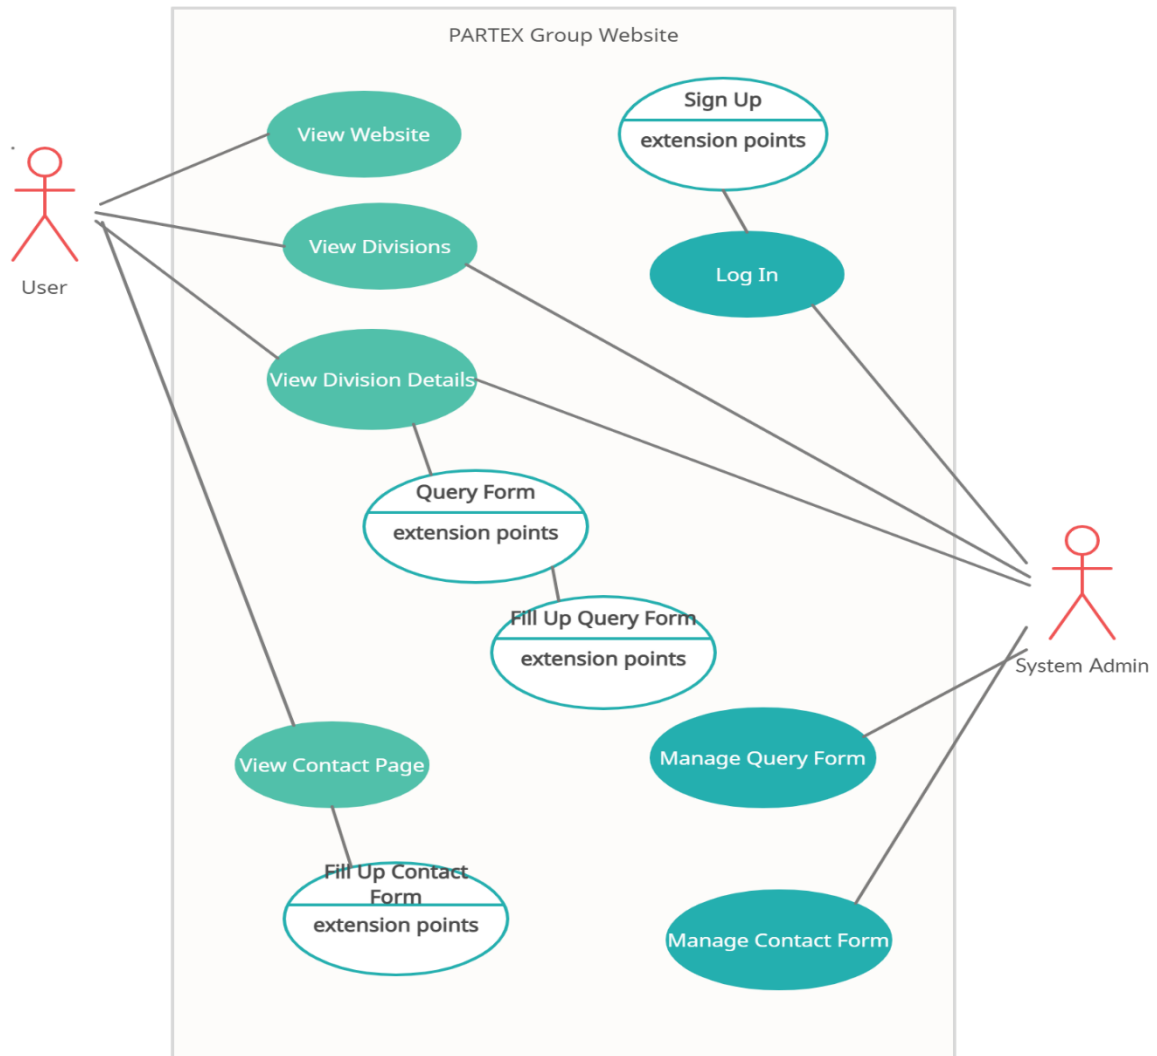 PARTEX Group Website
Sign Up
extension points
View Website
User
View Divisions
Log In
View Division Details
Query Form
extension points
Fill Up Query Form
extension points
System Admin
View Contact Page
Manage Query Form
Fill Up Contact
Form
extension points
Manage Contact Form